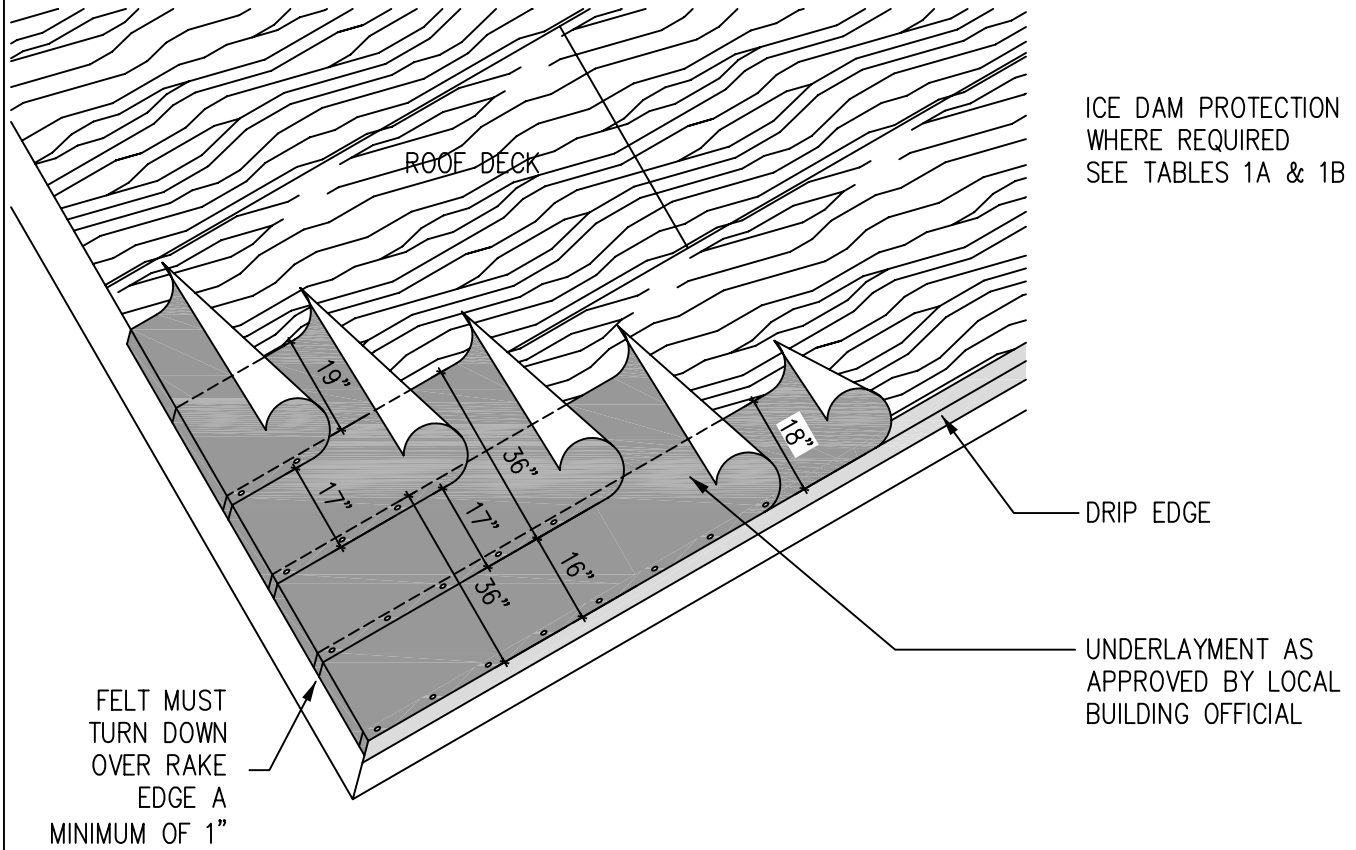 ICE DAM PROTECTION
WHERE REQUIRED
SEE TABLES 1A & 1B
ROOF DECK
19”
17”
36”
17”
36”
16”
18”
DRIP EDGE
UNDERLAYMENT AS
APPROVED BY LOCAL
BUILDING OFFICIAL
FELT MUST
TURN DOWN
OVER RAKE
EDGE A
MINIMUM OF 1”